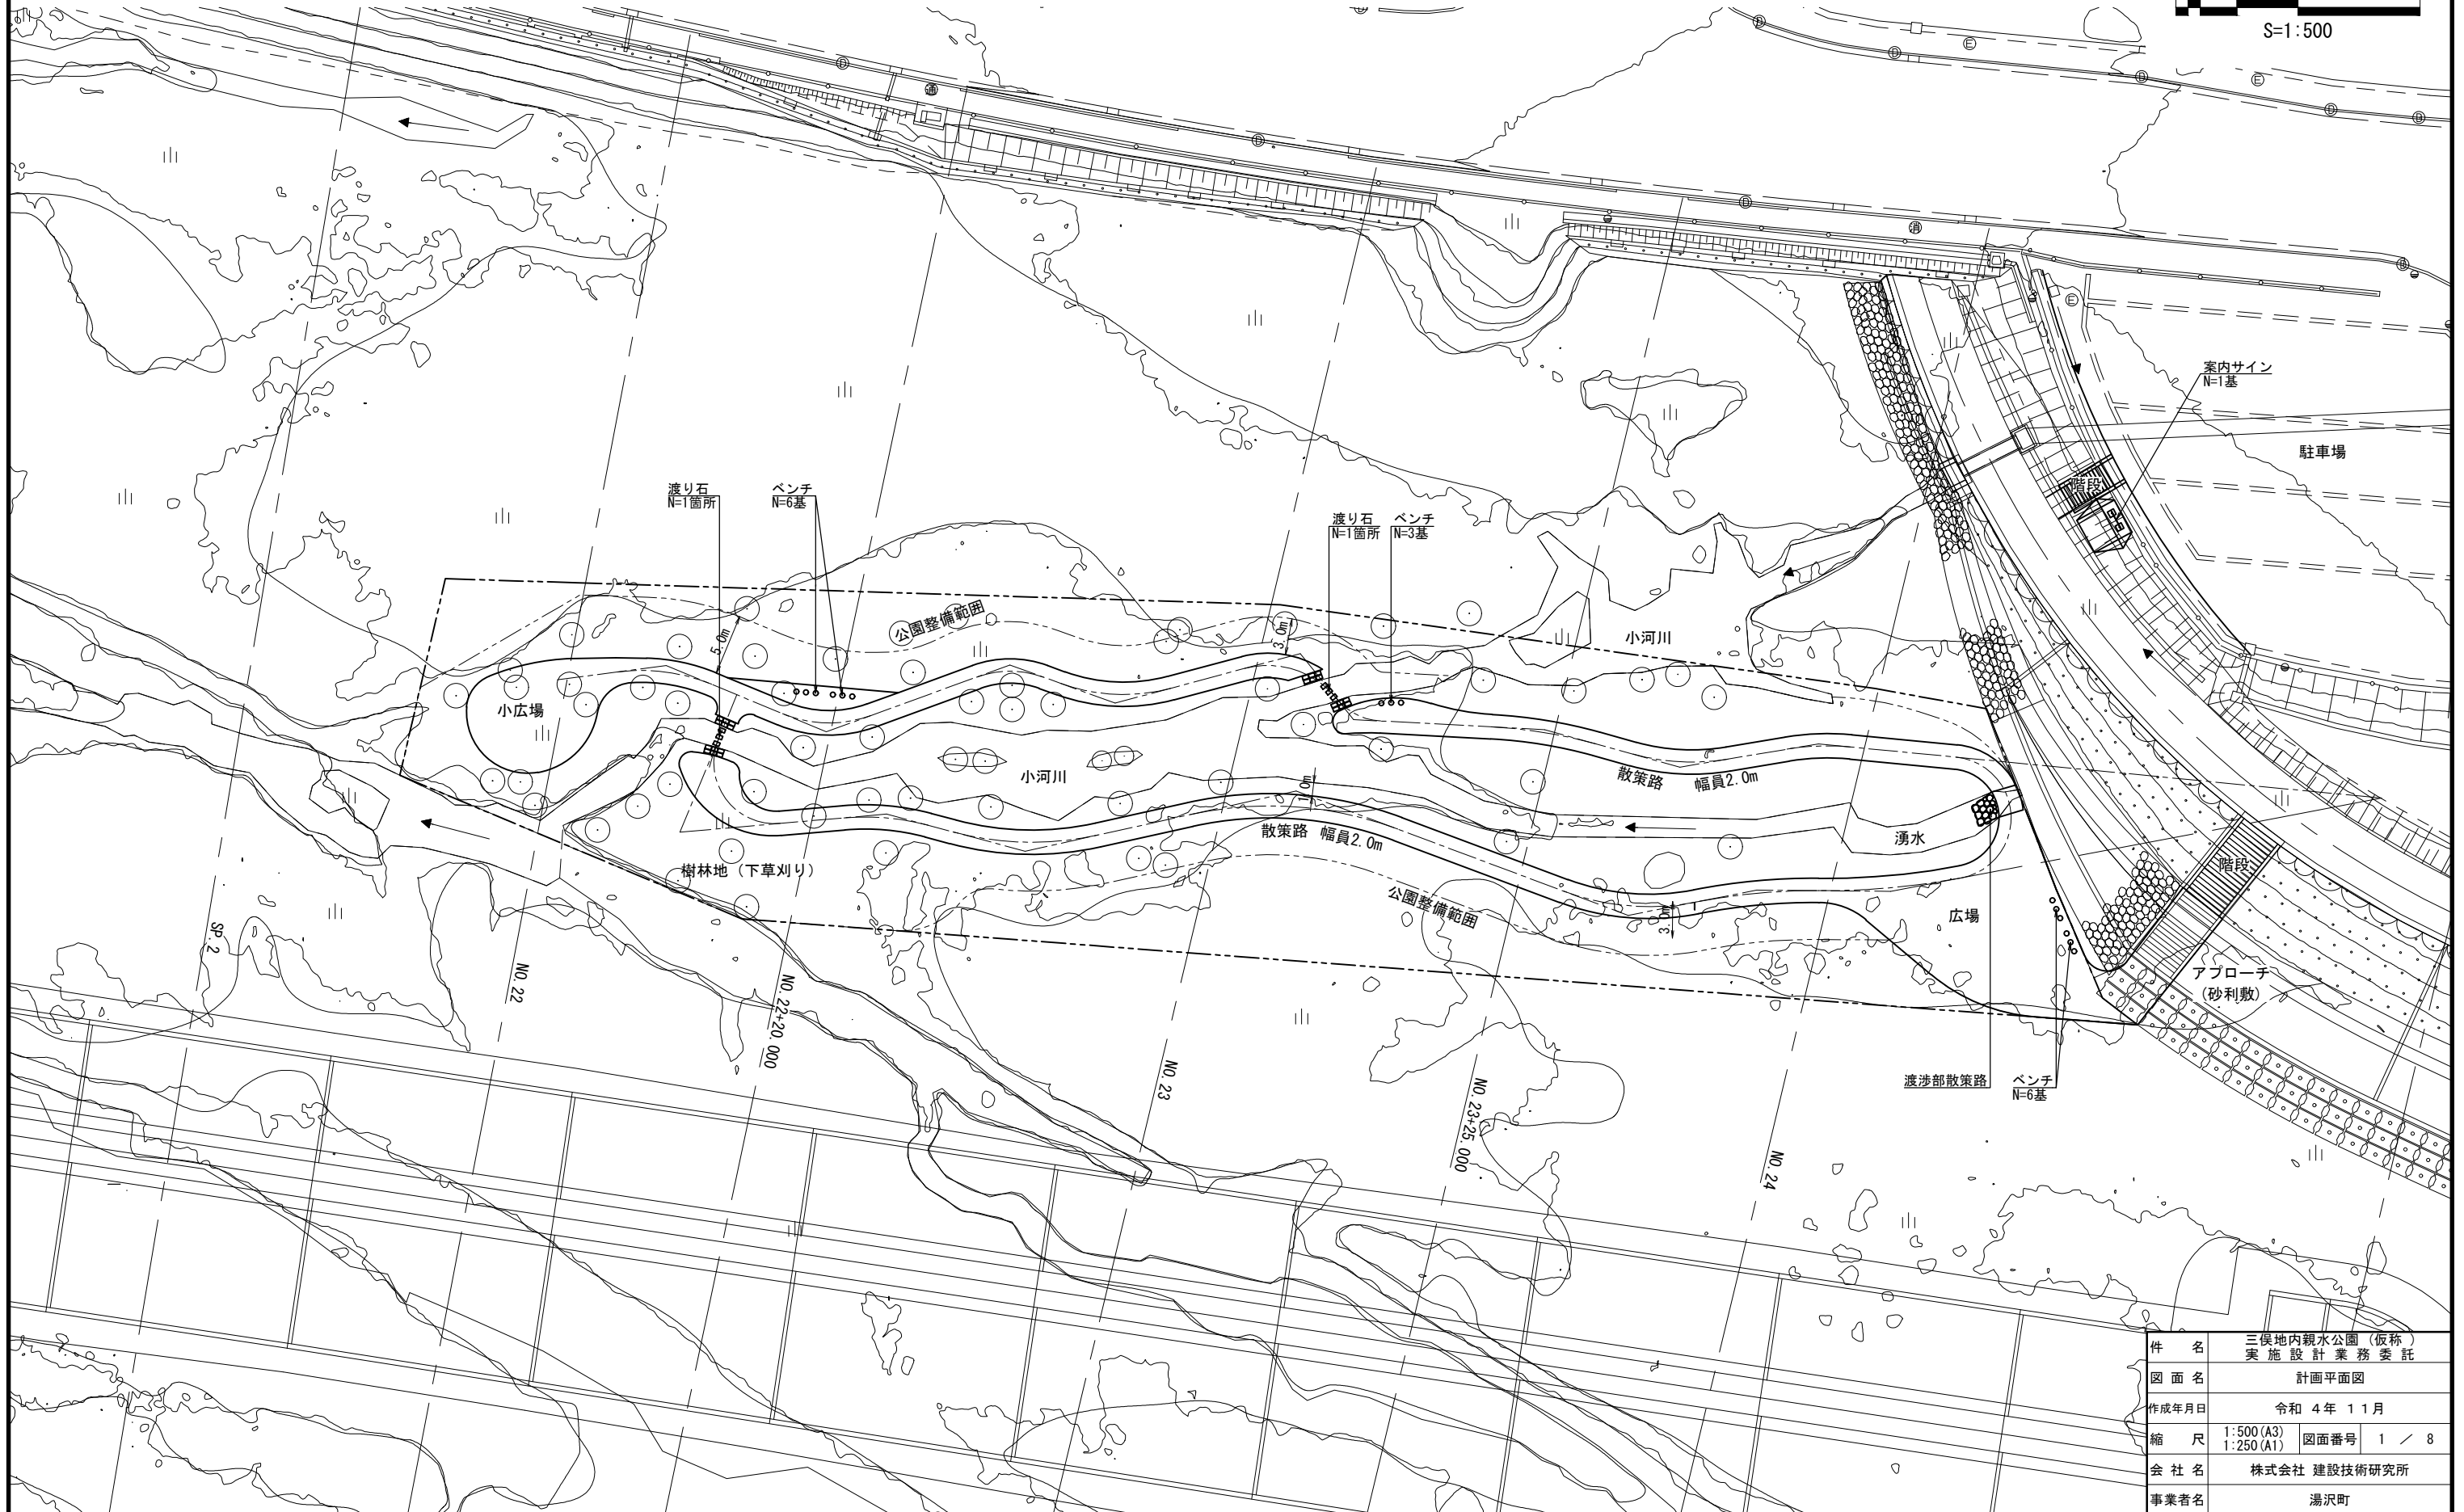 S=1:500
案内サイン
N=1基
駐車場
階段
渡り石
N=1箇所
ベンチ
N=6基
渡り石
N=1箇所
ベンチ
N=3基
公園整備範囲
5.0m
3.0m
小河川
小広場
小河川
散策路 幅員2.0m
1.0m
散策路 幅員2.0m
湧水
樹林地（下草刈り）
公園整備範囲
3.0m
広場
階段
アプローチ
（砂利敷）
渡渉部散策路
ベンチ
N=6基
SP.2
NO.22
NO.22+20.000
NO.23
NO.23+25.000
NO.24
件 名 三俣地内親水公園（仮称）
実施設計業務委託
図面名 計画平面図
作成年月日 令和 4年 11月
縮 尺 1:500(A3)
1:250(A1) 図面番号 1 ／ 8
会社名 株式会社 建設技術研究所
事業者名 湯沢町